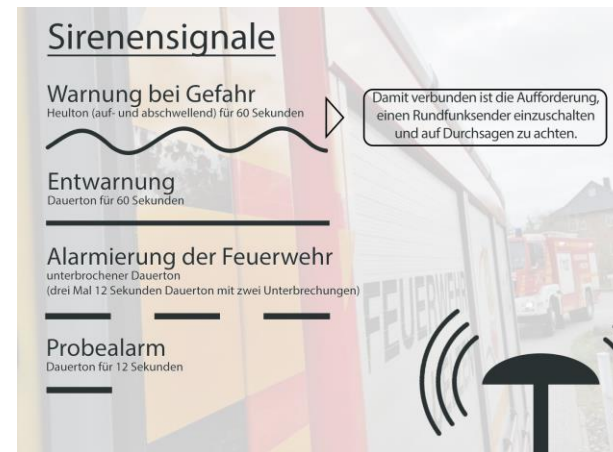 Sirenensignale
Warnung bei Gefahr
Heulton (auf- und abschwellend) für 60 Sekunden
Damit verbunden ist die Aufforderung,
einen Rundfunksender einzuschalten
und auf Durchsagen zu achten.
Entwarnung
Dauerton für 60 Sekunden
Alarmierung der Feuerwehr
unterbrochener Dauerton
(drei Mal 12 Sekunden Dauerton mit zwei Unterbrechungen)
Probealarm
Dauerton für 12 Sekunden
FEUERWEHR